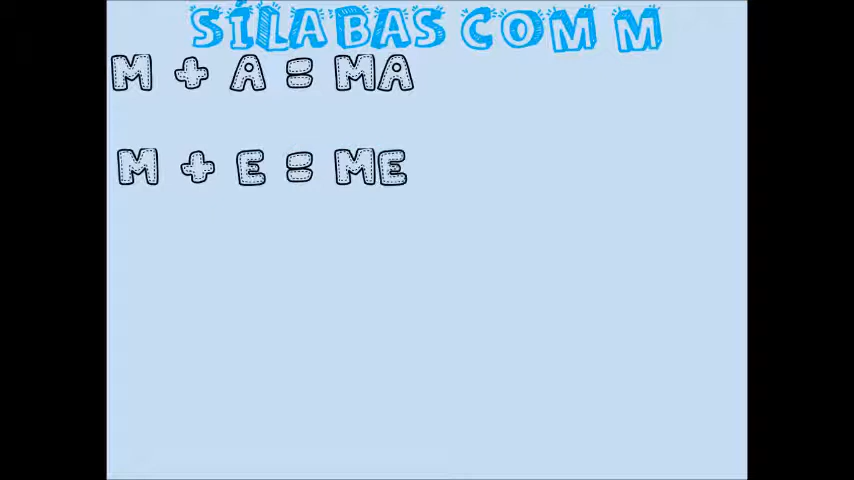 SÍLABAS COM M
M + A = MA
M + E = ME